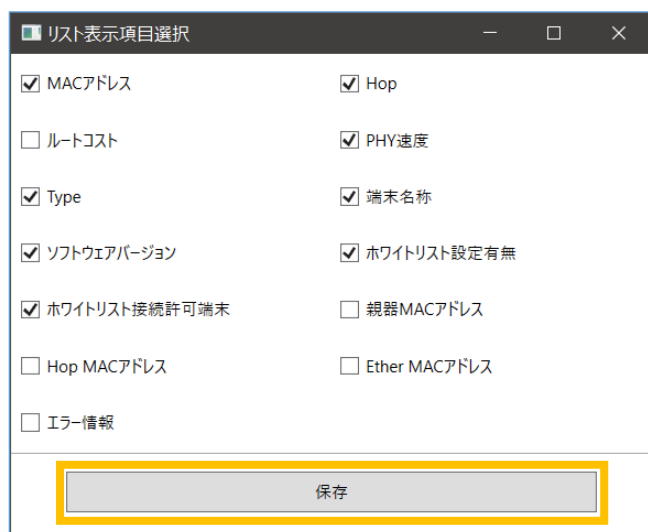 リスト表示項目選択
MACアドレス
Hop
ルートコスト
PHY速度
Type
端末名称
ソフトウェアバージョン
ホワイトリスト設定有無
ホワイトリスト接続許可端末
親器MACアドレス
Hop MACアドレス
Ether MACアドレス
エラー情報
保存